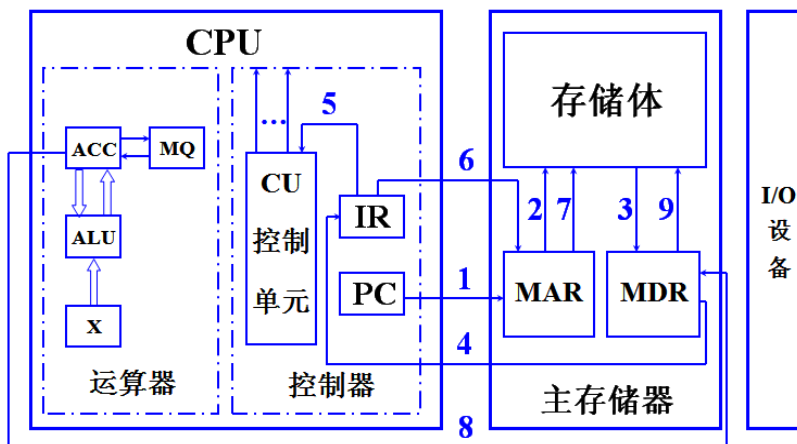 CPU
ACC
MQ
ALU
X
运算器
...
5
CU
控制
单元
IR
PC
控制器
6
1
4
8
存储体
2
7
3
9
MAR
MDR
主存储器
I/O
设
备